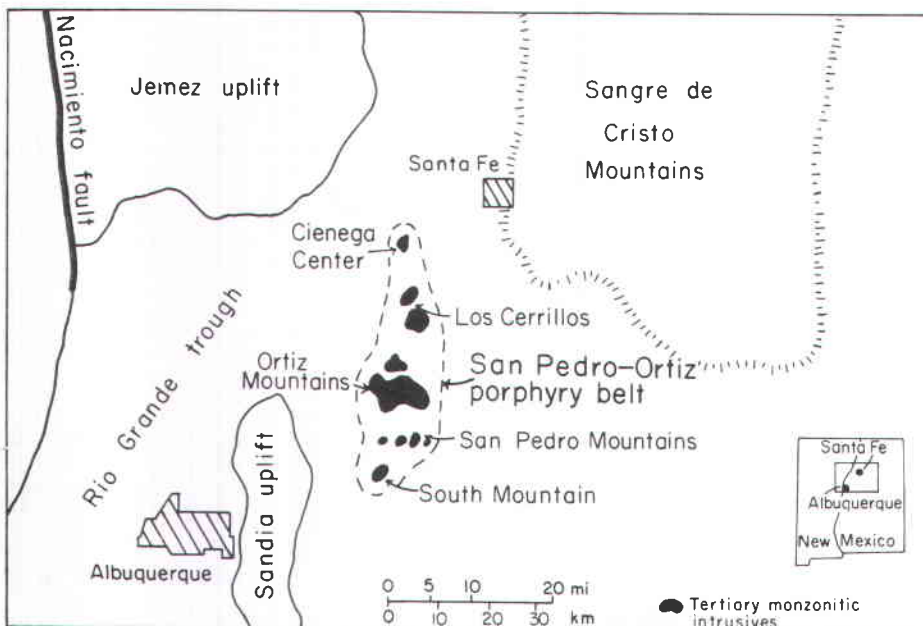 Nacimiento fault
Jemez uplift
Sangre de
Cristo
Mountains
Santa Fe
Cienega
Center
Los Cerrillos
Rio Grande trough
Ortiz
Mountains
San Pedro-Ortiz
porphyry belt
San Pedro Mountains
South Mountain
Sandia uplift
Albuquerque
Santa Fe
Albuquerque
New Mexico
0 5 10 20 mi
0 10 20 30 km
Tertiary monzonitic
intrusives